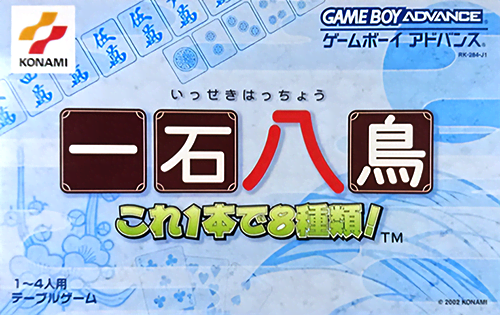 KONAMI
GAME BOY ADVANCE
ゲームボーイ アドバンス
RK-284-J1
いっせきはっちょう
一石八鳥
これ1本で8種類!
TM
1~4人用
テーブルゲーム
© 2002 KONAMI